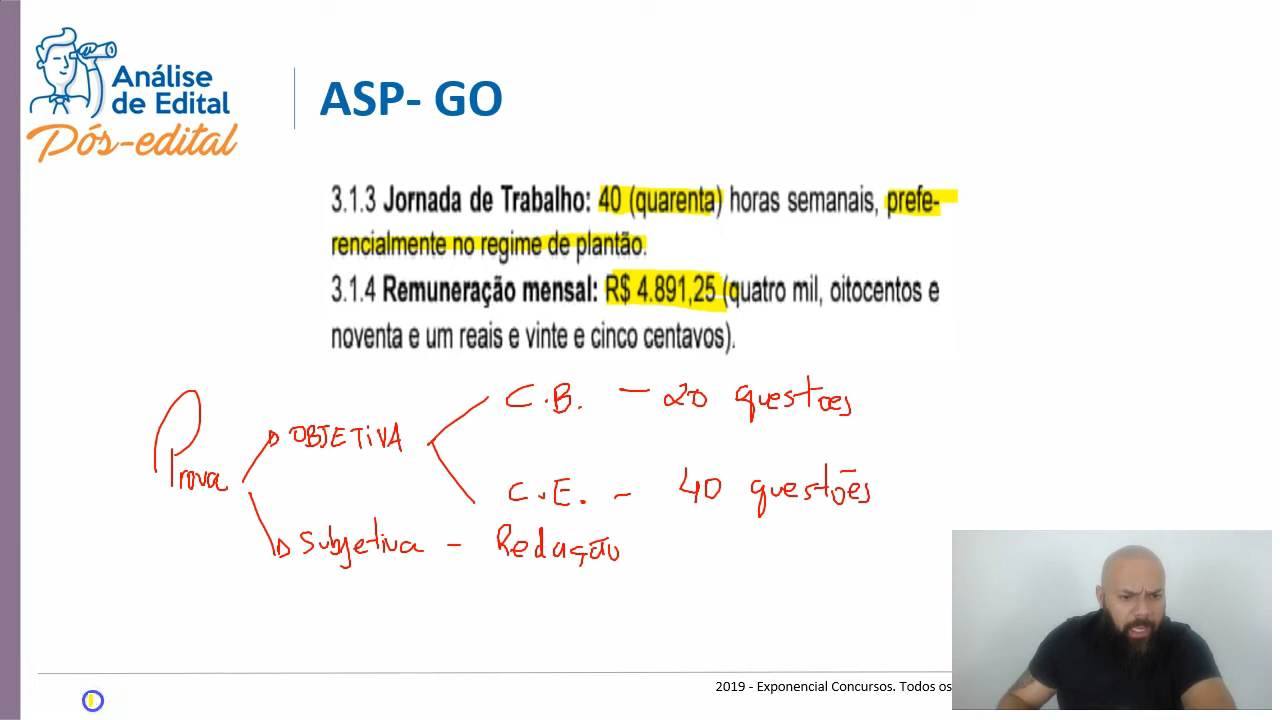 Análise
de Edital
Pós-edital
ASP- GO
3.1.3 Jornada de Trabalho: 40 (quarenta) horas semanais, prefe-
rencialmente no regime de plantão.
3.1.4 Remuneração mensal: R$ 4.891,25 (quatro mil, oitocentos e
noventa e um reais e vinte e cinco centavos).
Prova
OBJETIVA
C.B. - 20 questões
C.E. - 40 questões
Subjetiva - Redação
2019 - Exponencial Concursos. Todos os